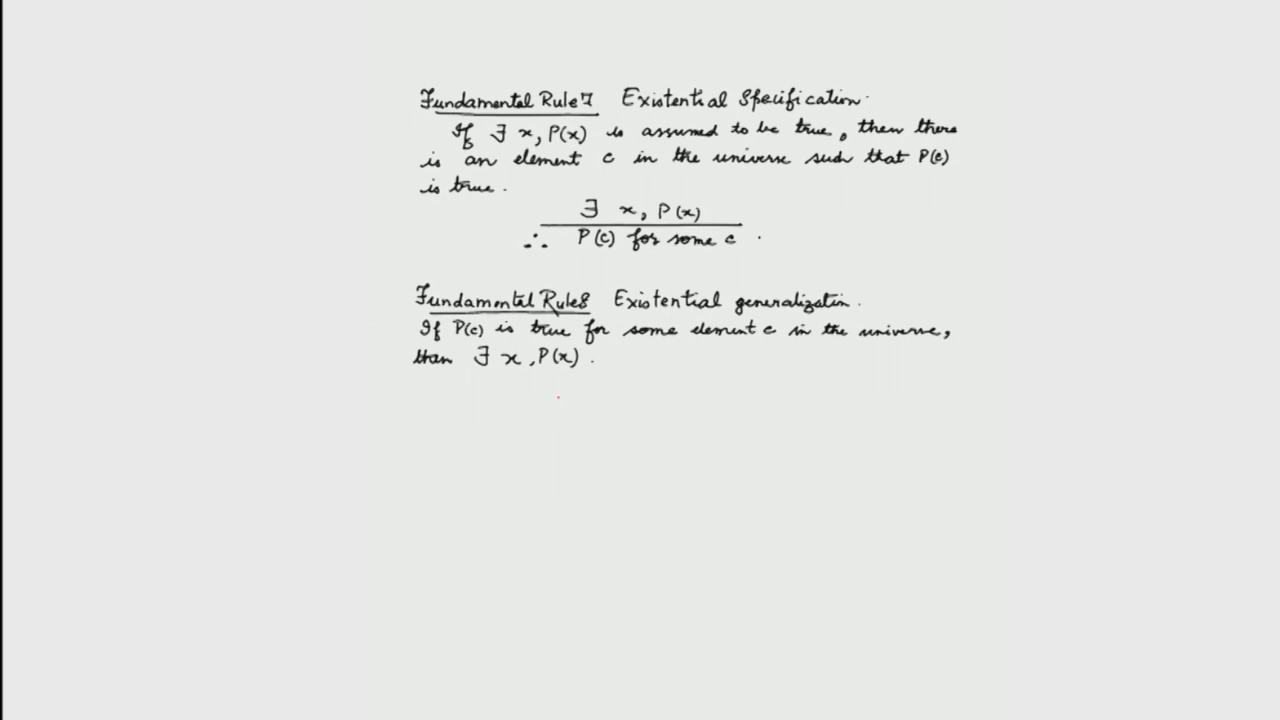 Fundamental Rule 7 Existential Specification.
If ∃ x, P(x) is assumed to be true, then there
is an element c in the universe such that P(c)
is true.
∃ x, P(x)
∴ P(c) for some c.
Fundamental Rule 8 Existential generalizatin.
If P(c) is true for some element c in the universe,
then ∃ x, P(x).